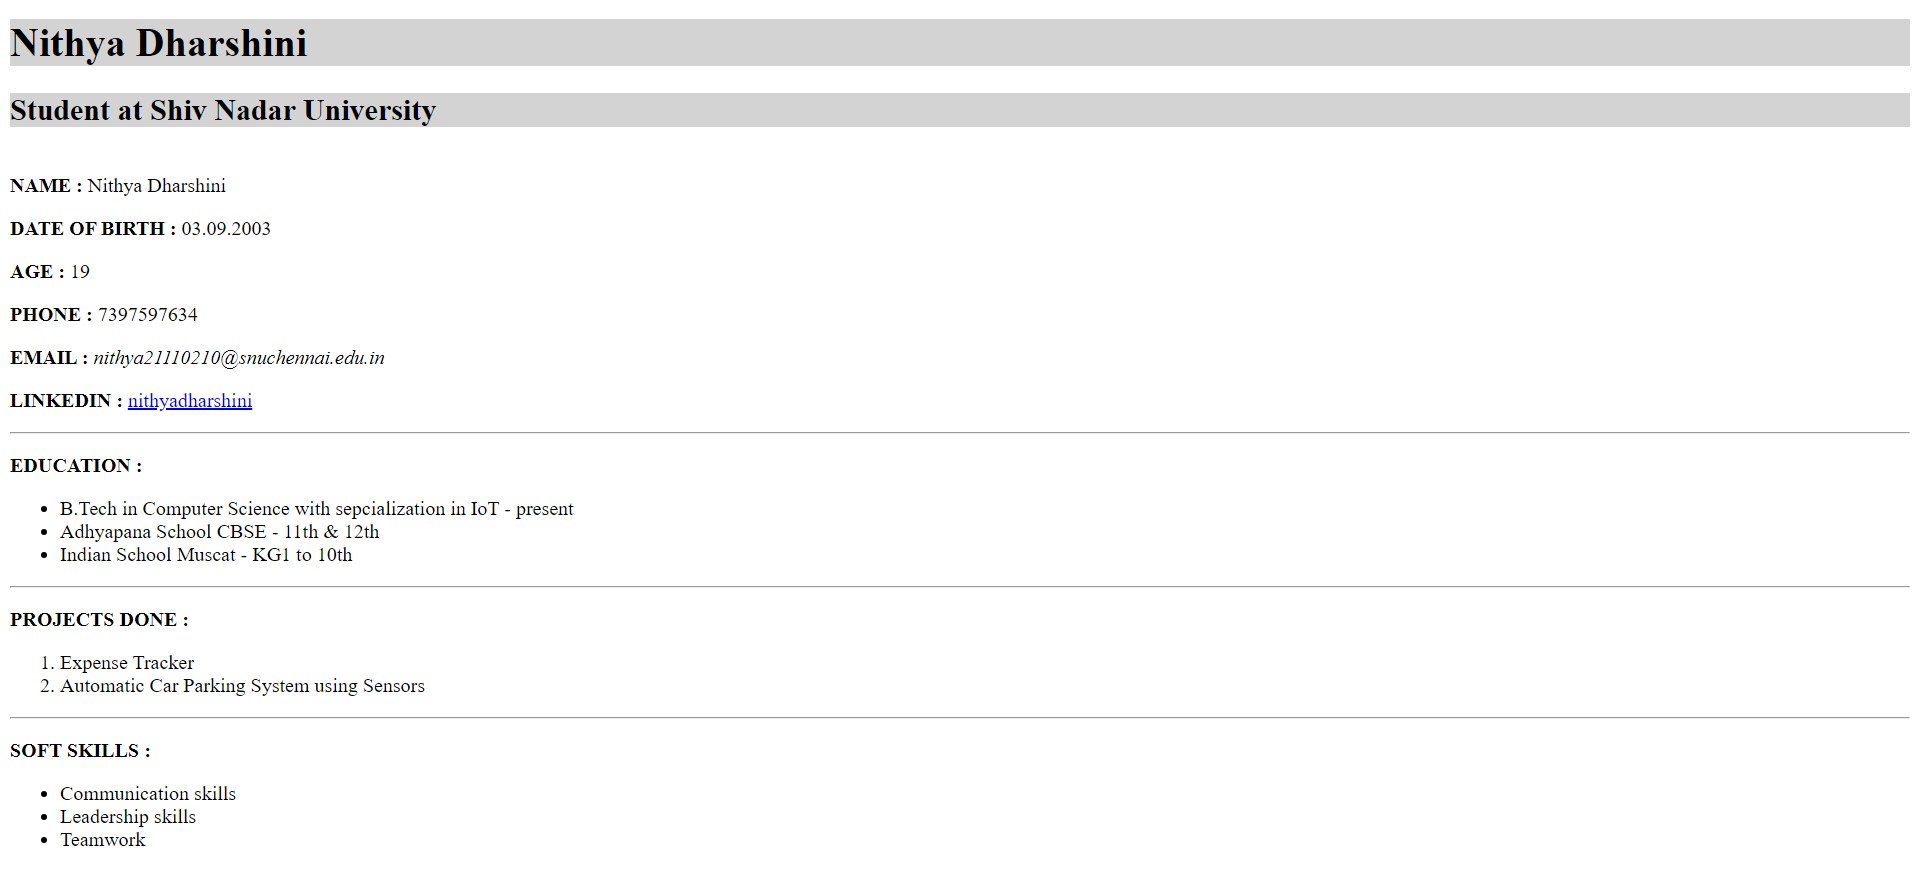 Nithya Dharshini
Student at Shiv Nadar University
NAME : Nithya Dharshini
DATE OF BIRTH : 03.09.2003
AGE : 19
PHONE : 7397597634
EMAIL : nithya21110210@snuchennai.edu.in
LINKEDIN : nithyadharshini
EDUCATION :
• B.Tech in Computer Science with sepcialization in IoT - present
• Adhyapana School CBSE - 11th & 12th
• Indian School Muscat - KG1 to 10th
PROJECTS DONE :
1. Expense Tracker
2. Automatic Car Parking System using Sensors
SOFT SKILLS :
• Communication skills
• Leadership skills
• Teamwork